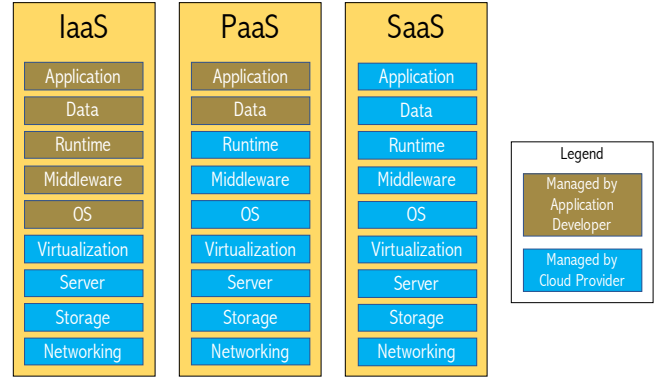 IaaS
Application
Data
Runtime
Middleware
OS
Virtualization
Server
Storage
Networking
PaaS
Application
Data
Runtime
Middleware
OS
Virtualization
Server
Storage
Networking
SaaS
Application
Data
Runtime
Middleware
OS
Virtualization
Server
Storage
Networking
Legend
Managed by
Application
Developer
Managed by
Cloud Provider